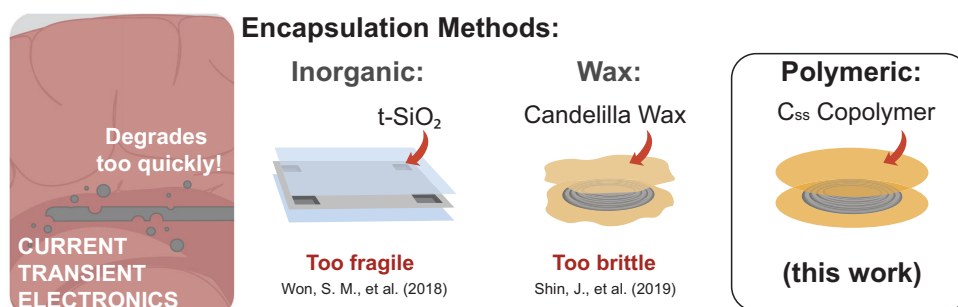 Encapsulation Methods:
Degrades
too quickly!
CURRENT
TRANSIENT
ELECTRONICS
Inorganic:
t-SiO₂
Too fragile
Won, S. M., et al. (2018)
Wax:
Candelilla Wax
Too brittle
Shin, J., et al. (2019)
Polymeric:
Css Copolymer
(this work)